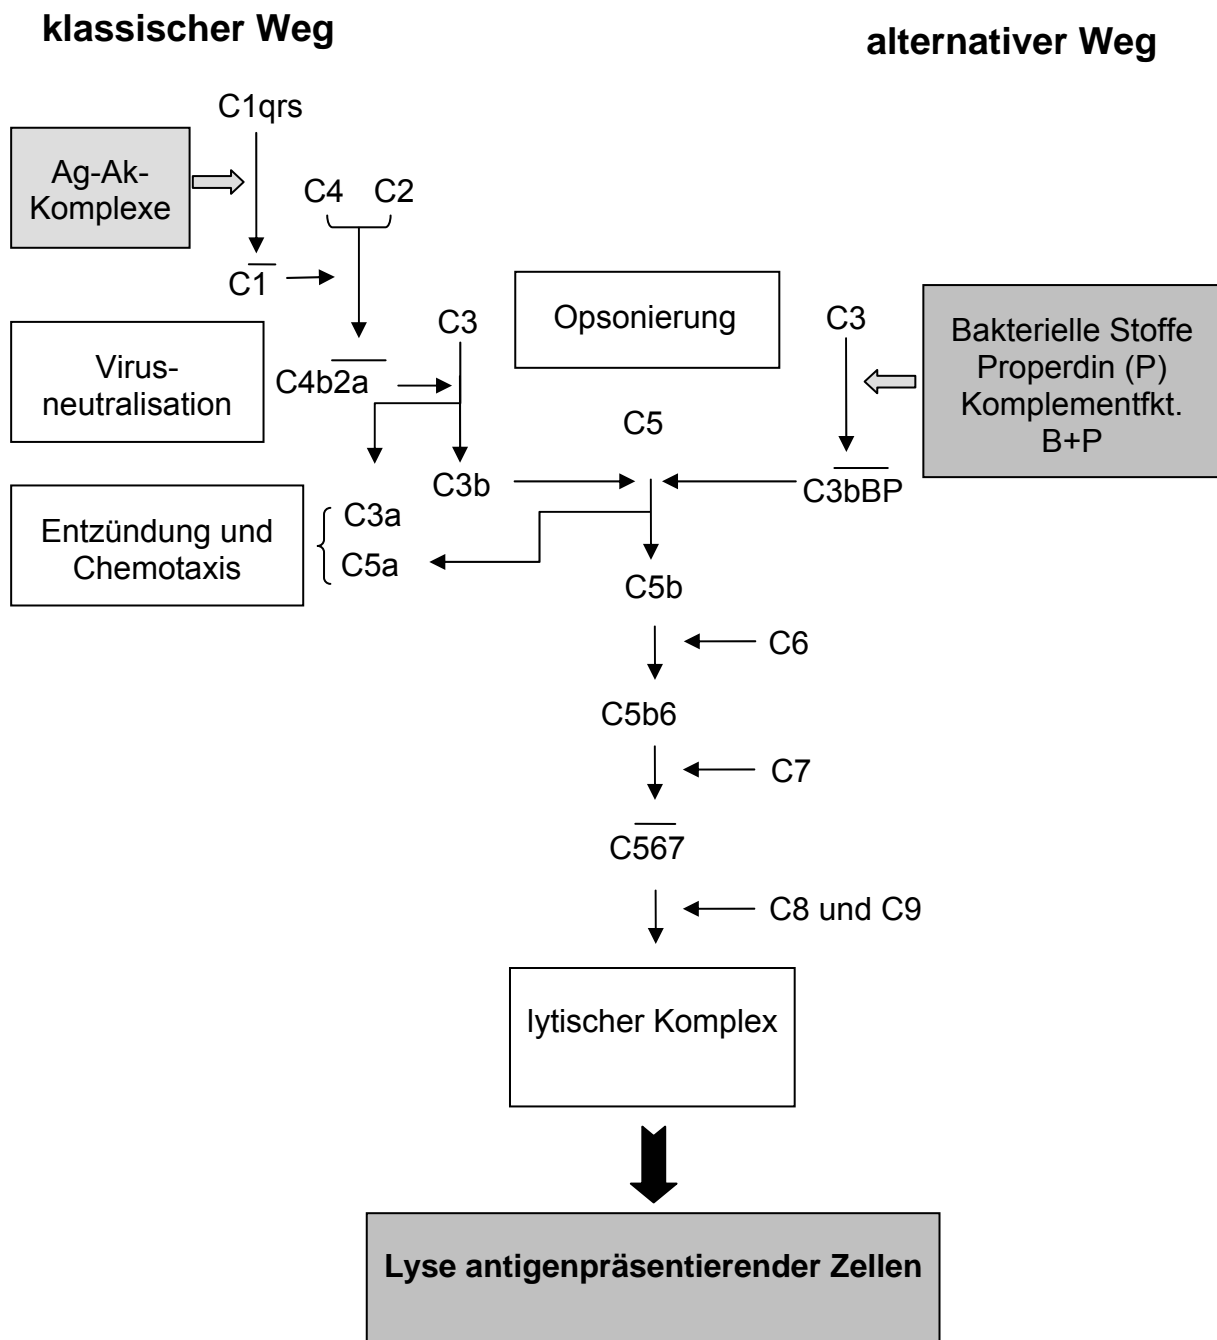 klassischer Weg
alternativer Weg
C1qrs
Ag-Ak-
Komplexe
C4 C2
C1
C3
Opsonierung
C3
Bakterielle Stoffe
Properdin (P)
Komplementfkt.
B+P
Virus-
neutralisation
C4b2a
C5
C3b
C3bBP
Entzündung und
Chemotaxis
C3a
C5a
C5b
C6
C5b6
C7
C567
C8 und C9
lytischer Komplex
Lyse antigenpräsentierender Zellen